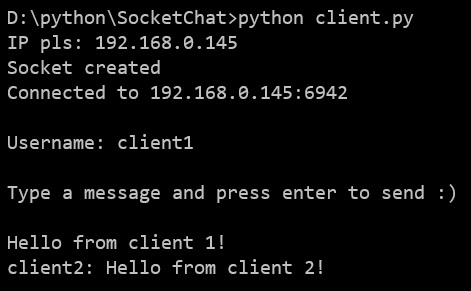 D:\python\SocketChat>python client.py
IP pls: 192.168.0.145
Socket created
Connected to 192.168.0.145:6942
Username: client1
Type a message and press enter to send :)
Hello from client 1!
client2: Hello from client 2!